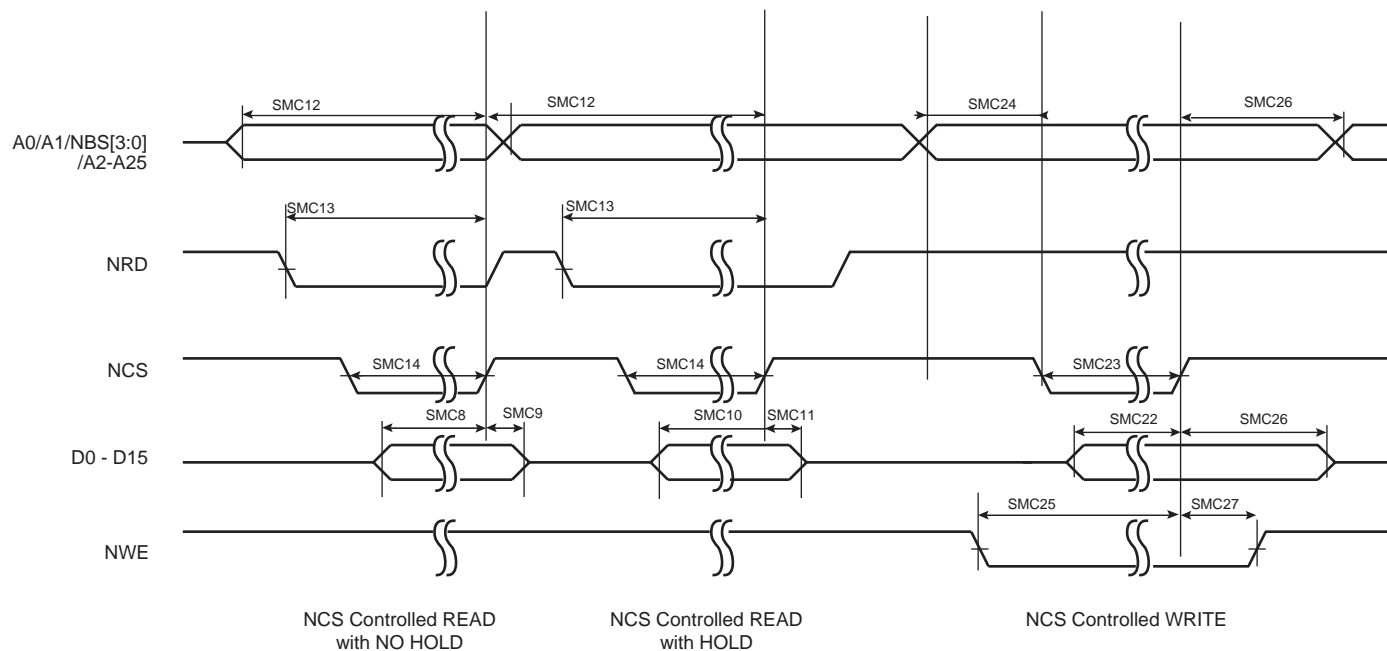 SMC12
SMC12
SMC24
SMC26
A0/A1/NBS[3:0]
/A2-A25
SMC13
SMC13
NRD
NCS
SMC14
SMC14
SMC23
SMC8
SMC9
SMC10
SMC11
SMC22
SMC26
D0 - D15
SMC25
SMC27
NWE
NCS Controlled READ
with NO HOLD
NCS Controlled READ
with HOLD
NCS Controlled WRITE